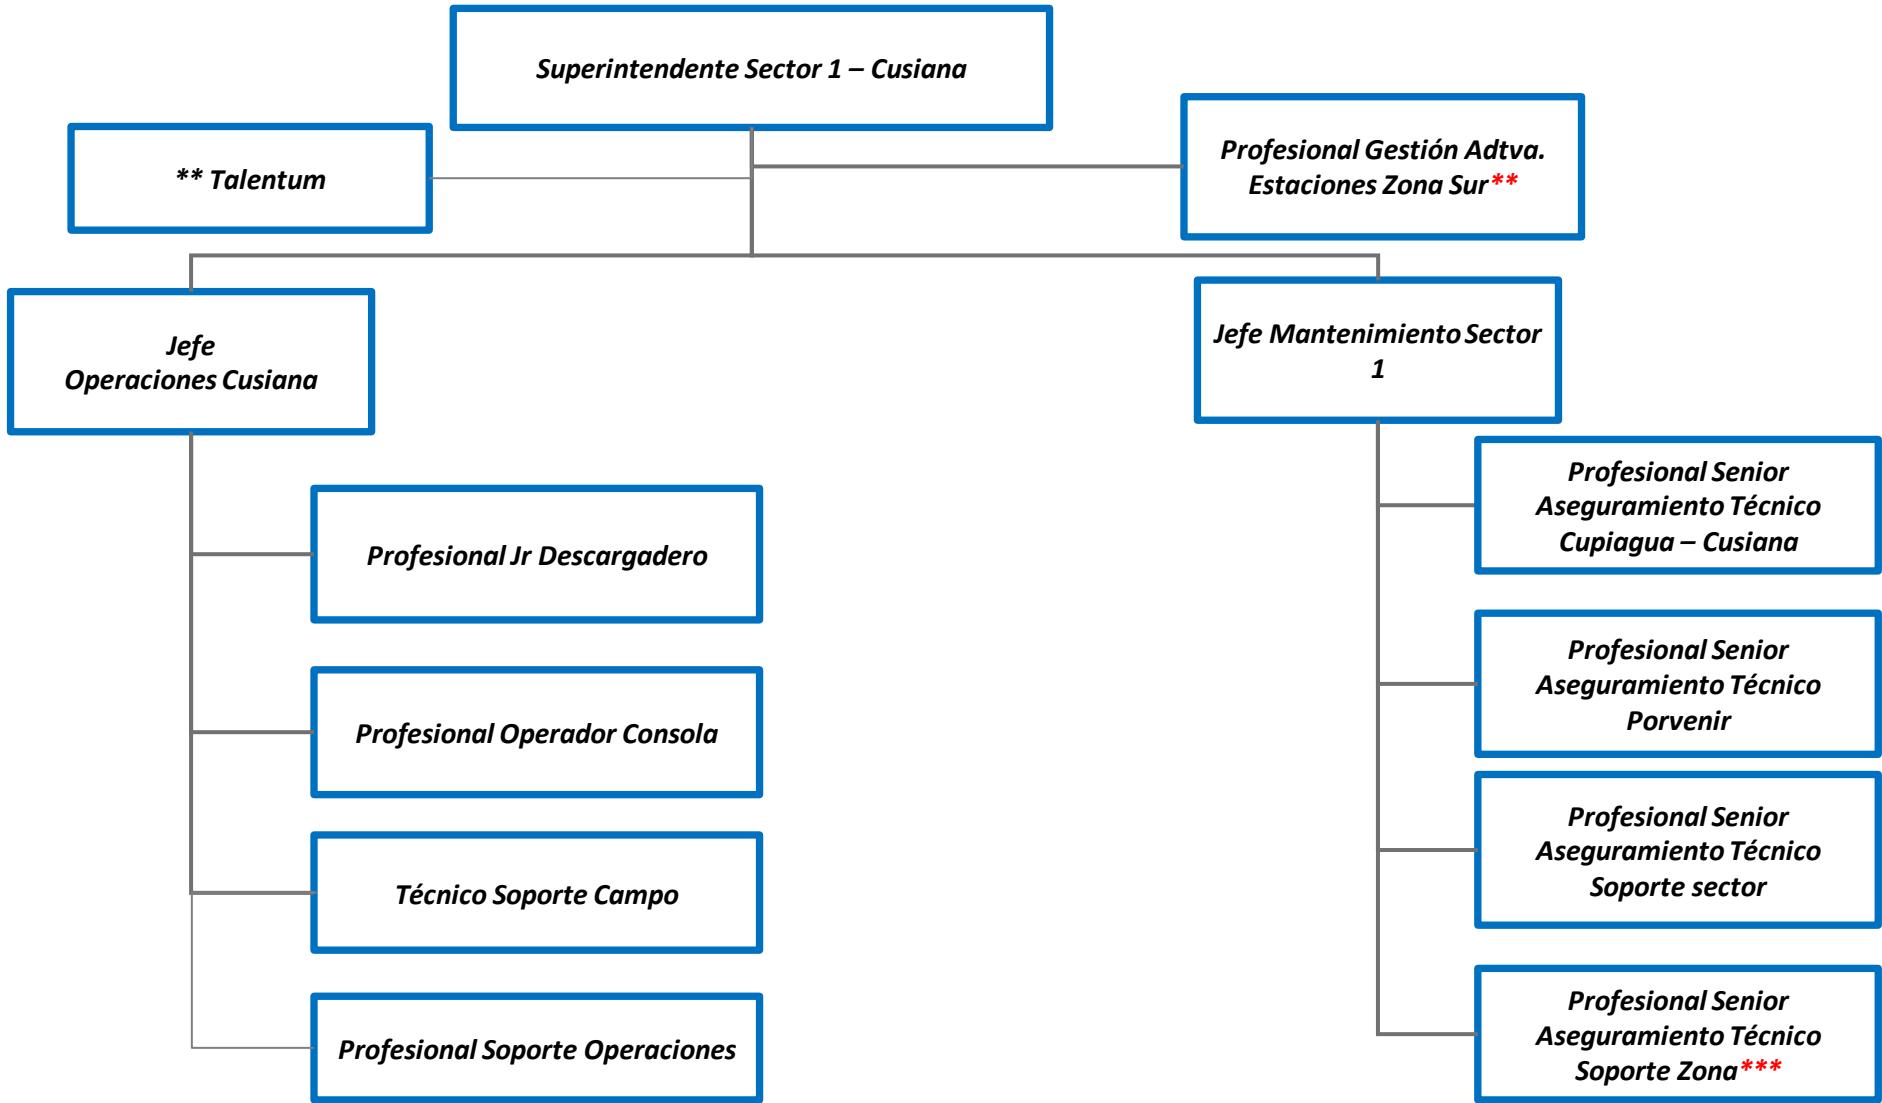 Superintendente Sector 1 – Cusiana
** Talentum
Profesional Gestión Adtva.
Estaciones Zona Sur**
Jefe
Operaciones Cusiana
Jefe Mantenimiento Sector
1
Profesional Jr Descargadero
Profesional Operador Consola
Técnico Soporte Campo
Profesional Soporte Operaciones
Profesional Senior
Aseguramiento Técnico
Cupiagua – Cusiana
Profesional Senior
Aseguramiento Técnico
Porvenir
Profesional Senior
Aseguramiento Técnico
Soporte sector
Profesional Senior
Aseguramiento Técnico
Soporte Zona***